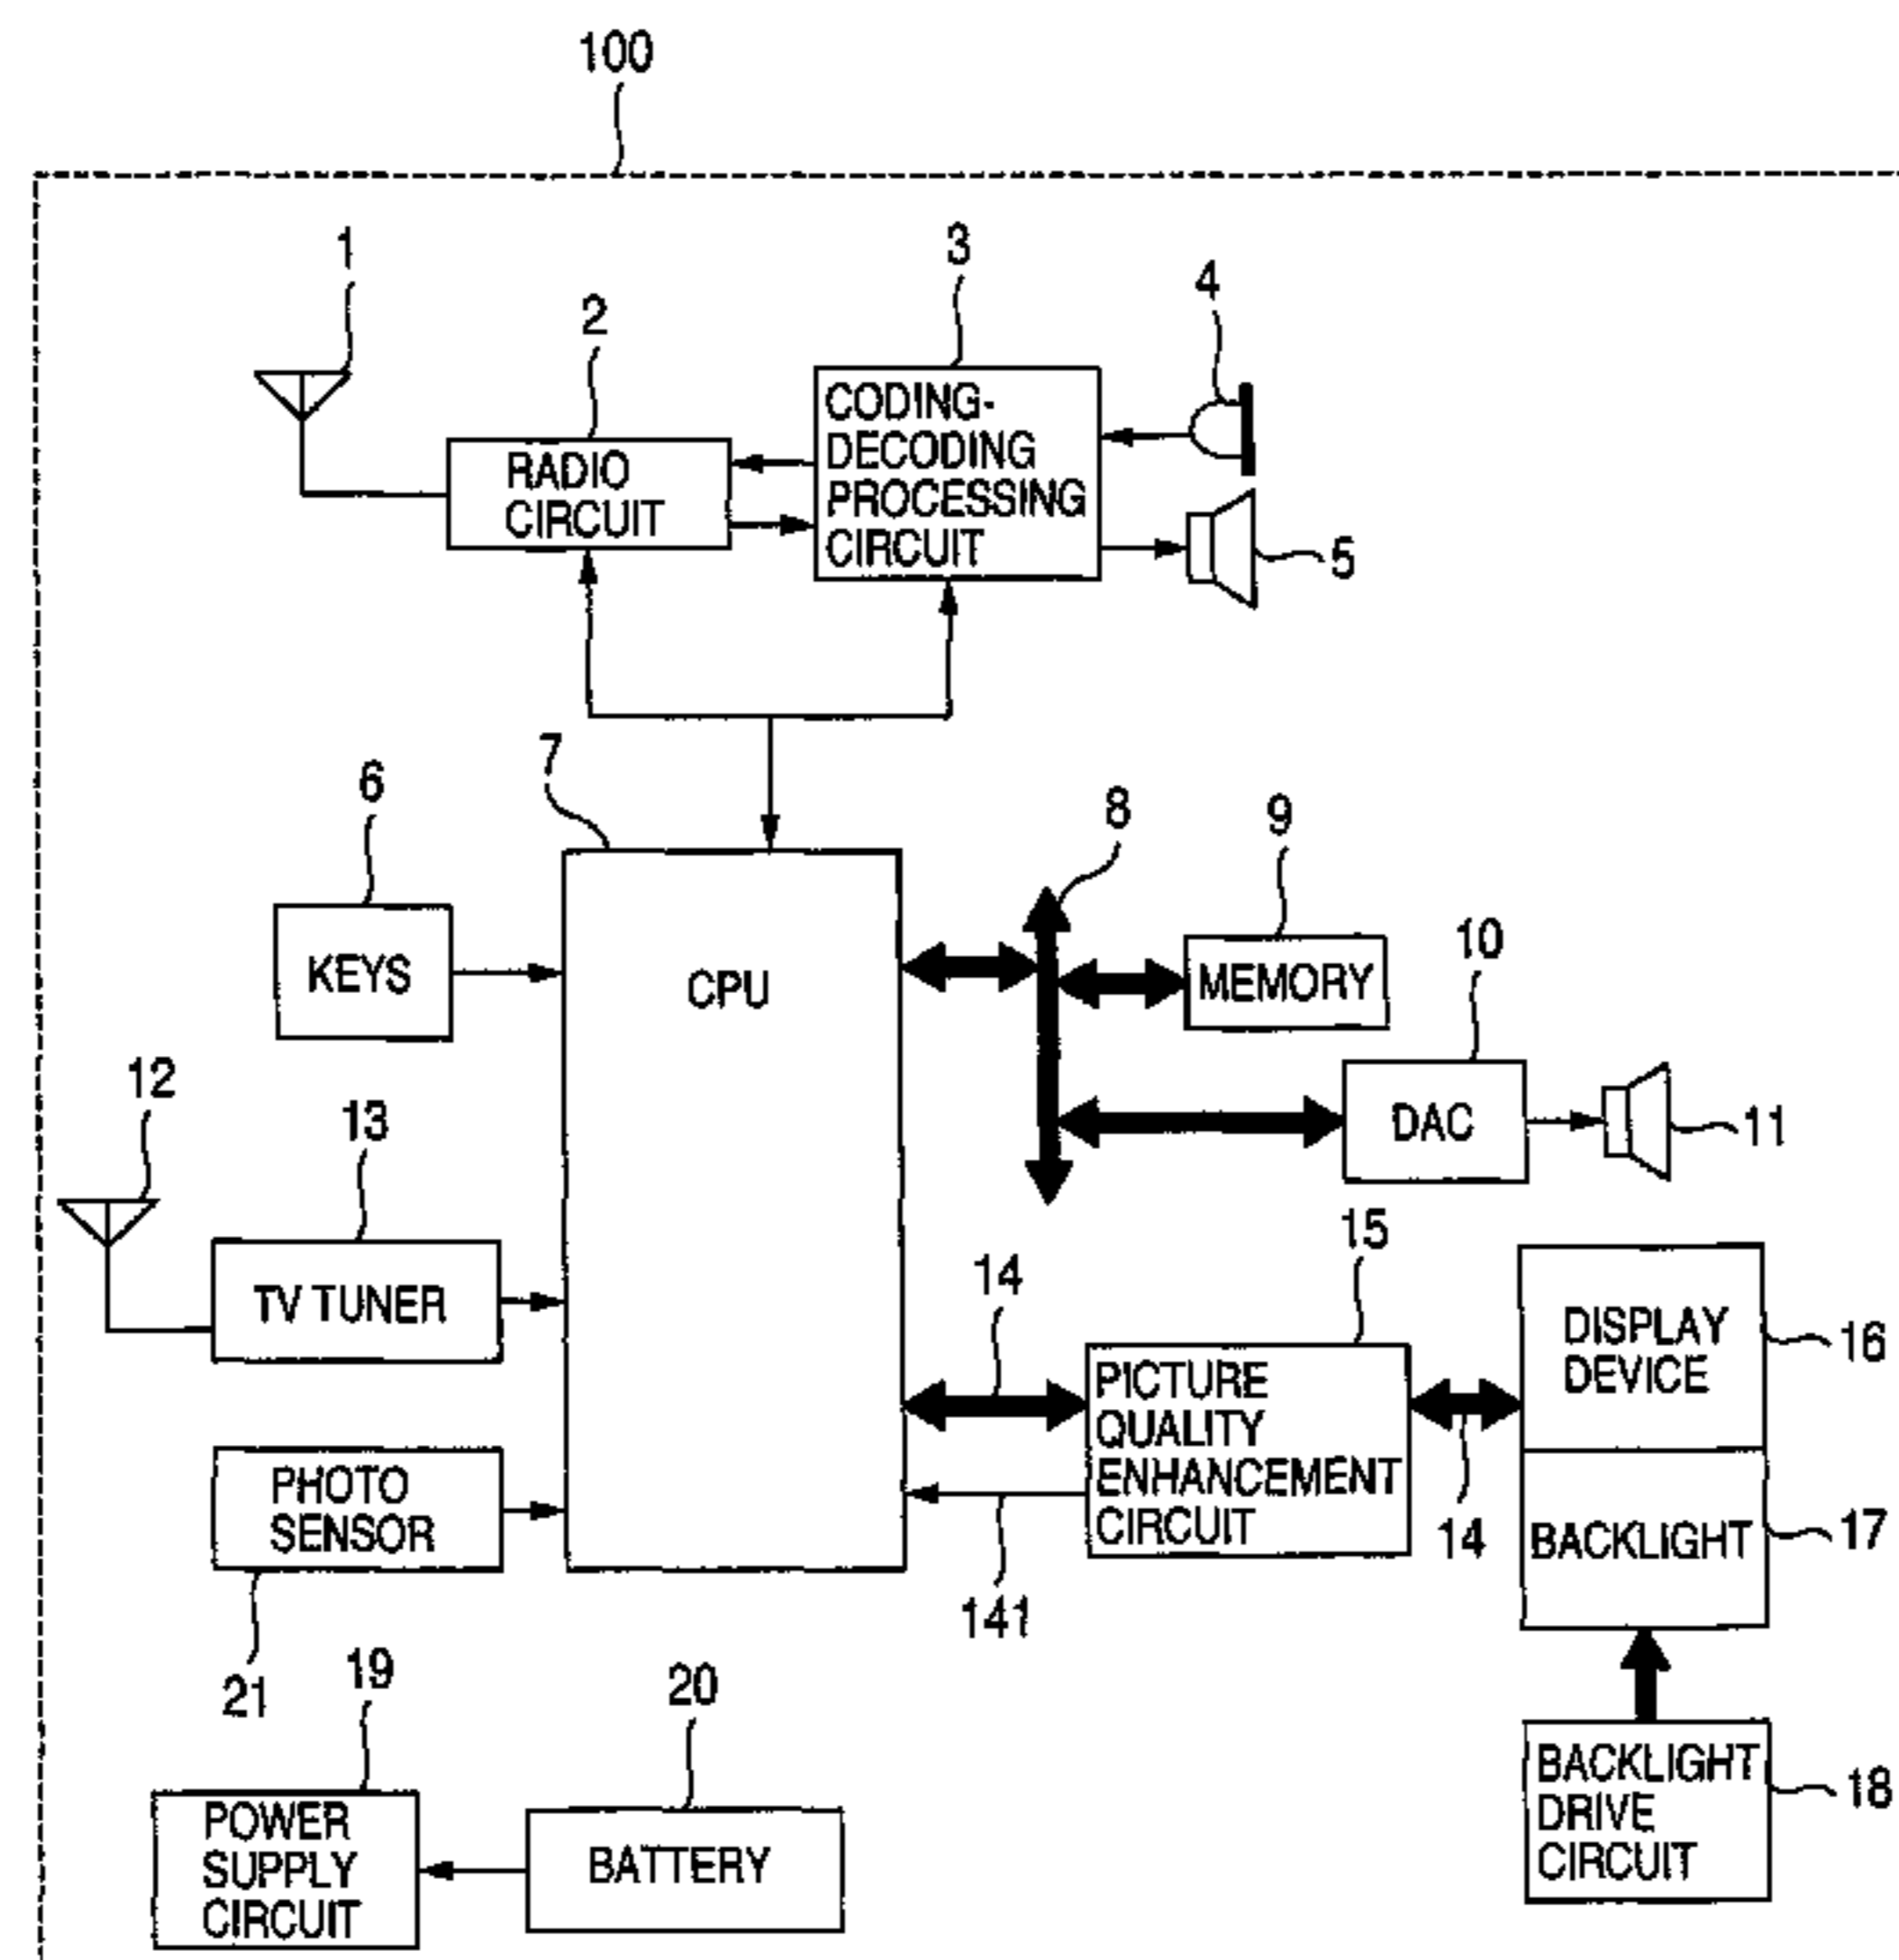 100
1
2
3
4
RADIO
CIRCUIT
CODING-
DECODING
PROCESSING
CIRCUIT
5
6
7
8
9
KEYS
CPU
MEMORY
10
DAC
11
12
13
TV TUNER
14
15
PICTURE
QUALITY
ENHANCEMENT
CIRCUIT
DISPLAY
DEVICE
16
14
BACKLIGHT
17
141
PHOTO
SENSOR
21
19
20
POWER
SUPPLY
CIRCUIT
BATTERY
BACKLIGHT
DRIVE
CIRCUIT
18